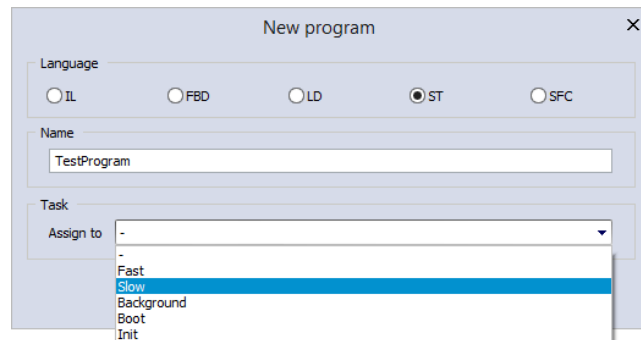 New program
Language
IL FBD LD ST SFC
Name
TestProgram
Task
Assign to -
-
Fast
Slow
Background
Boot
Init